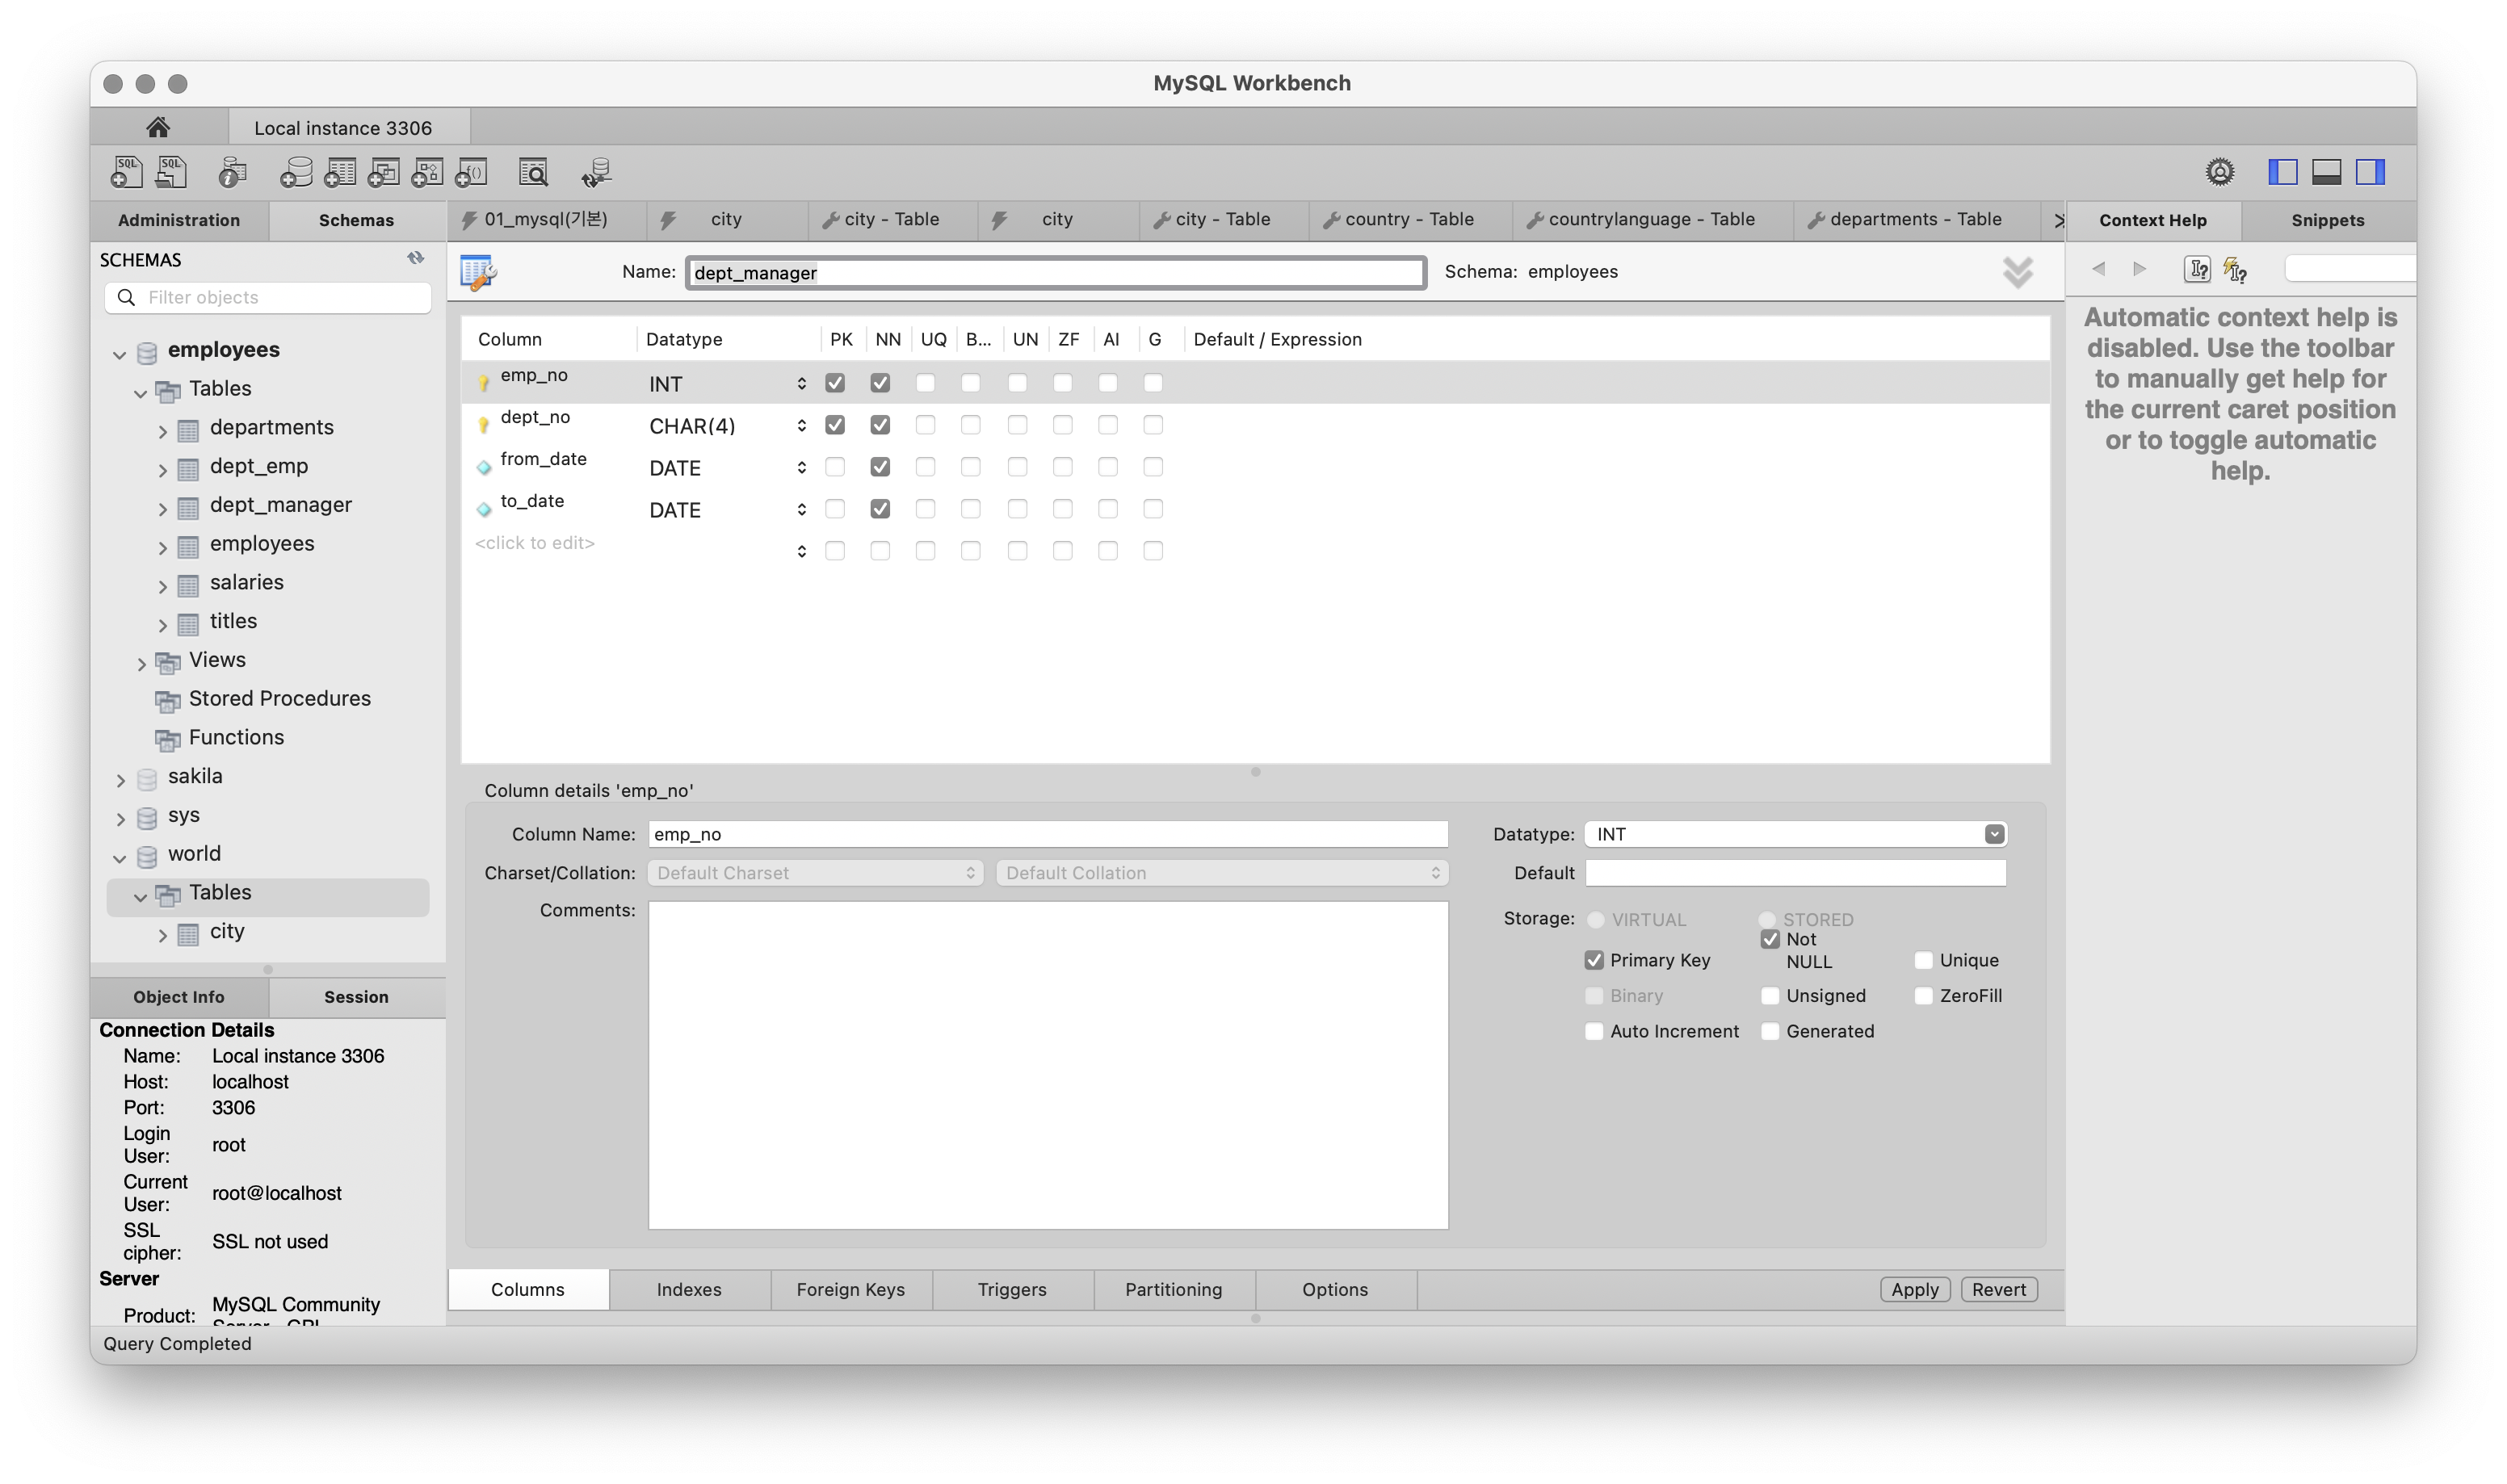 MySQL Workbench
Local instance 3306
SQL SQL
Administration Schemas
01_mysql(기본) city city - Table city city - Table country - Table countrylanguage - Table departments - Table
Context Help Snippets
SCHEMAS
Filter objects
Name: dept_manager Schema: employees
Automatic context help is
disabled. Use the toolbar
to manually get help for
the current caret position
or to toggle automatic
help.
employees
Tables
departments
dept_emp
dept_manager
employees
salaries
titles
Views
Stored Procedures
Functions
sakila
sys
world
Tables
city
Column Datatype PK NN UQ B... UN ZF AI G Default / Expression
emp_no INT
dept_no CHAR(4)
from_date DATE
to_date DATE
<click to edit>
Column details 'emp_no'
Column Name: emp_no Datatype: INT
Charset/Collation: Default Charset Default Collation Default
Comments: Storage: VIRTUAL STORED
Primary Key Not
NULL Unique
Binary Unsigned ZeroFill
Auto Increment Generated
Object Info Session
Connection Details
Name: Local instance 3306
Host: localhost
Port: 3306
Login
User: root
Current
User: root@localhost
SSL
cipher: SSL not used
Server
Product: MySQL Community
Server - GPL
Columns Indexes Foreign Keys Triggers Partitioning Options Apply Revert
Query Completed